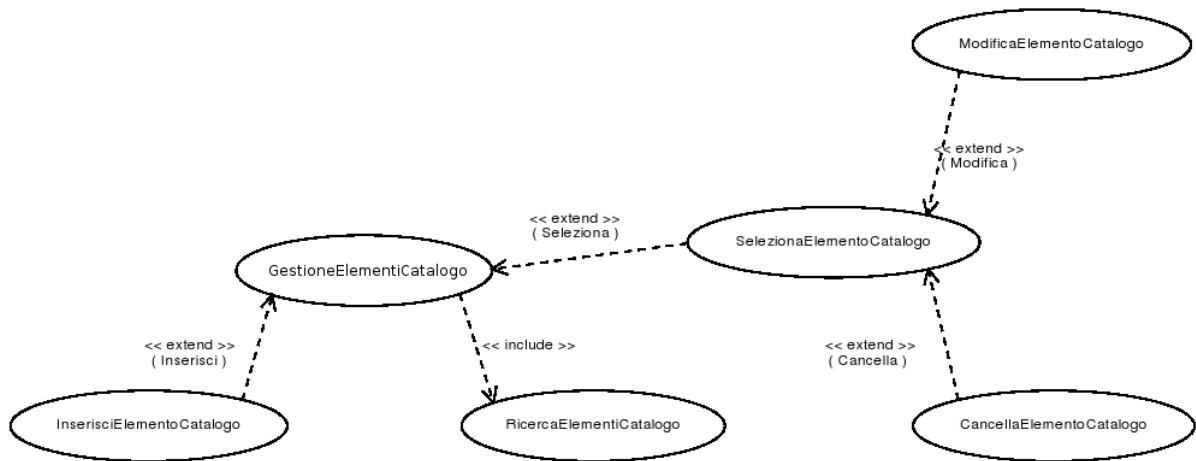 ModificaElementoCatalogo
<< extend >>
( Modifica )
<< extend >>
( Seleziona )
SelezionaElementoCatalogo
GestioneElementiCatalogo
<< extend >>
( Inserisci )
<< include >>
<< extend >>
( Cancella )
InserisciElementoCatalogo
RicercaElementiCatalogo
CancellaElementoCatalogo